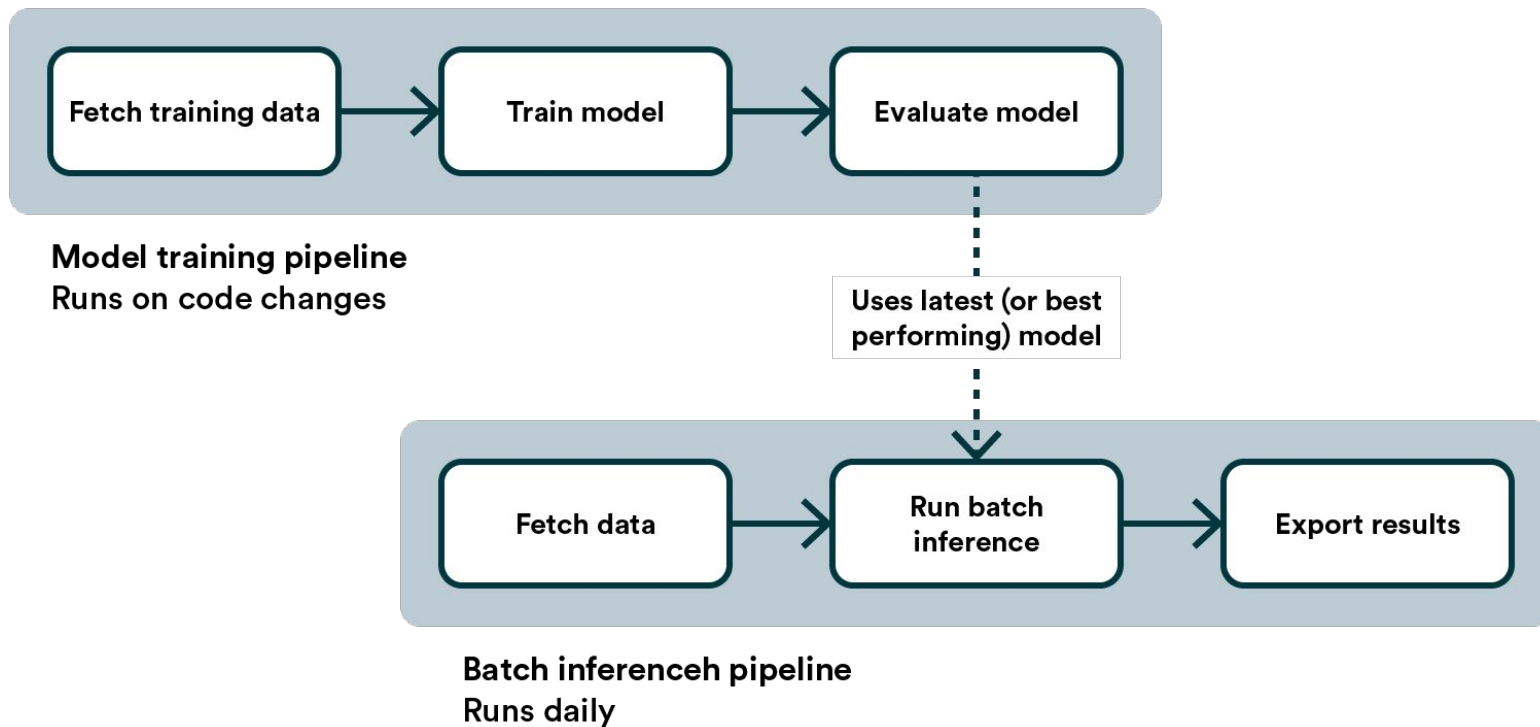 Fetch training data
Train model
Evaluate model
Model training pipeline
Runs on code changes
Uses latest (or best
performing) model
Fetch data
Run batch
inference
Export results
Batch inferenceh pipeline
Runs daily